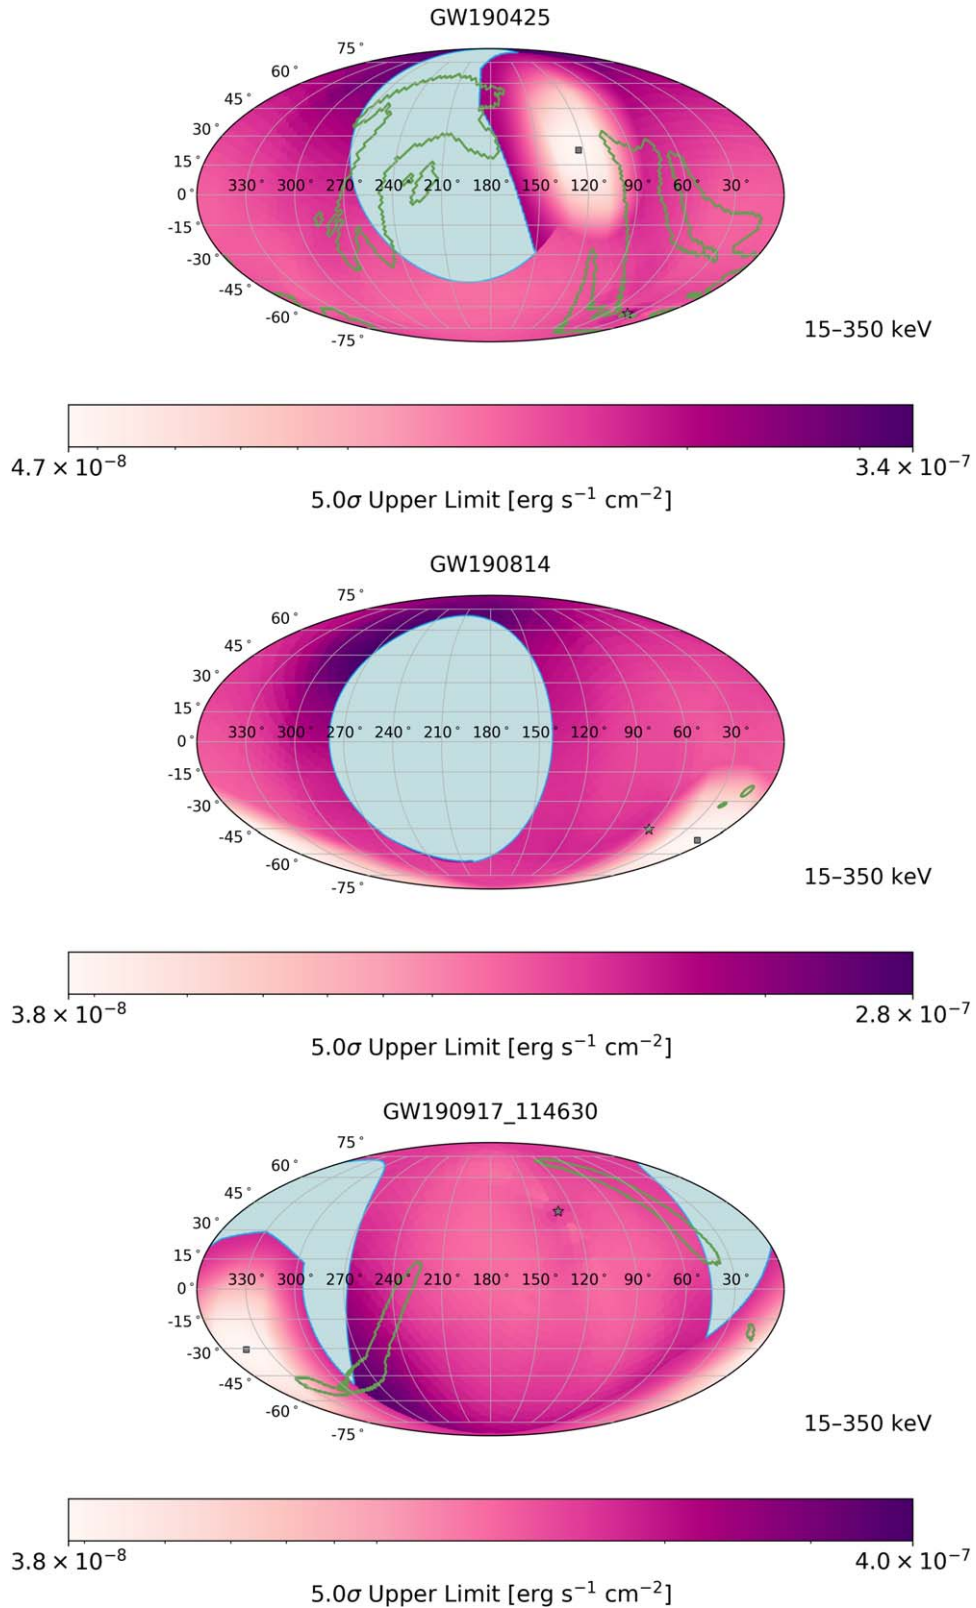 GW190425
75°
60°
45°
30°
15°
330° 300° 270° 240° 210° 180° 150° 120° 90° 60° 30°
0°
-15°
-30°
-45°
-60°
-75°
15–350 keV
4.7 × 10⁻⁸ 3.4 × 10⁻⁷
5.0σ Upper Limit [erg s⁻¹ cm⁻²]
GW190814
75°
60°
45°
30°
15°
330° 300° 270° 240° 210° 180° 150° 120° 90° 60° 30°
0°
-15°
-30°
-45°
-60°
-75°
15–350 keV
3.8 × 10⁻⁸ 2.8 × 10⁻⁷
5.0σ Upper Limit [erg s⁻¹ cm⁻²]
GW190917_114630
75°
60°
45°
30°
15°
330° 300° 270° 240° 210° 180° 150° 120° 90° 60° 30°
0°
-15°
-30°
-45°
-60°
-75°
15–350 keV
3.8 × 10⁻⁸ 4.0 × 10⁻⁷
5.0σ Upper Limit [erg s⁻¹ cm⁻²]